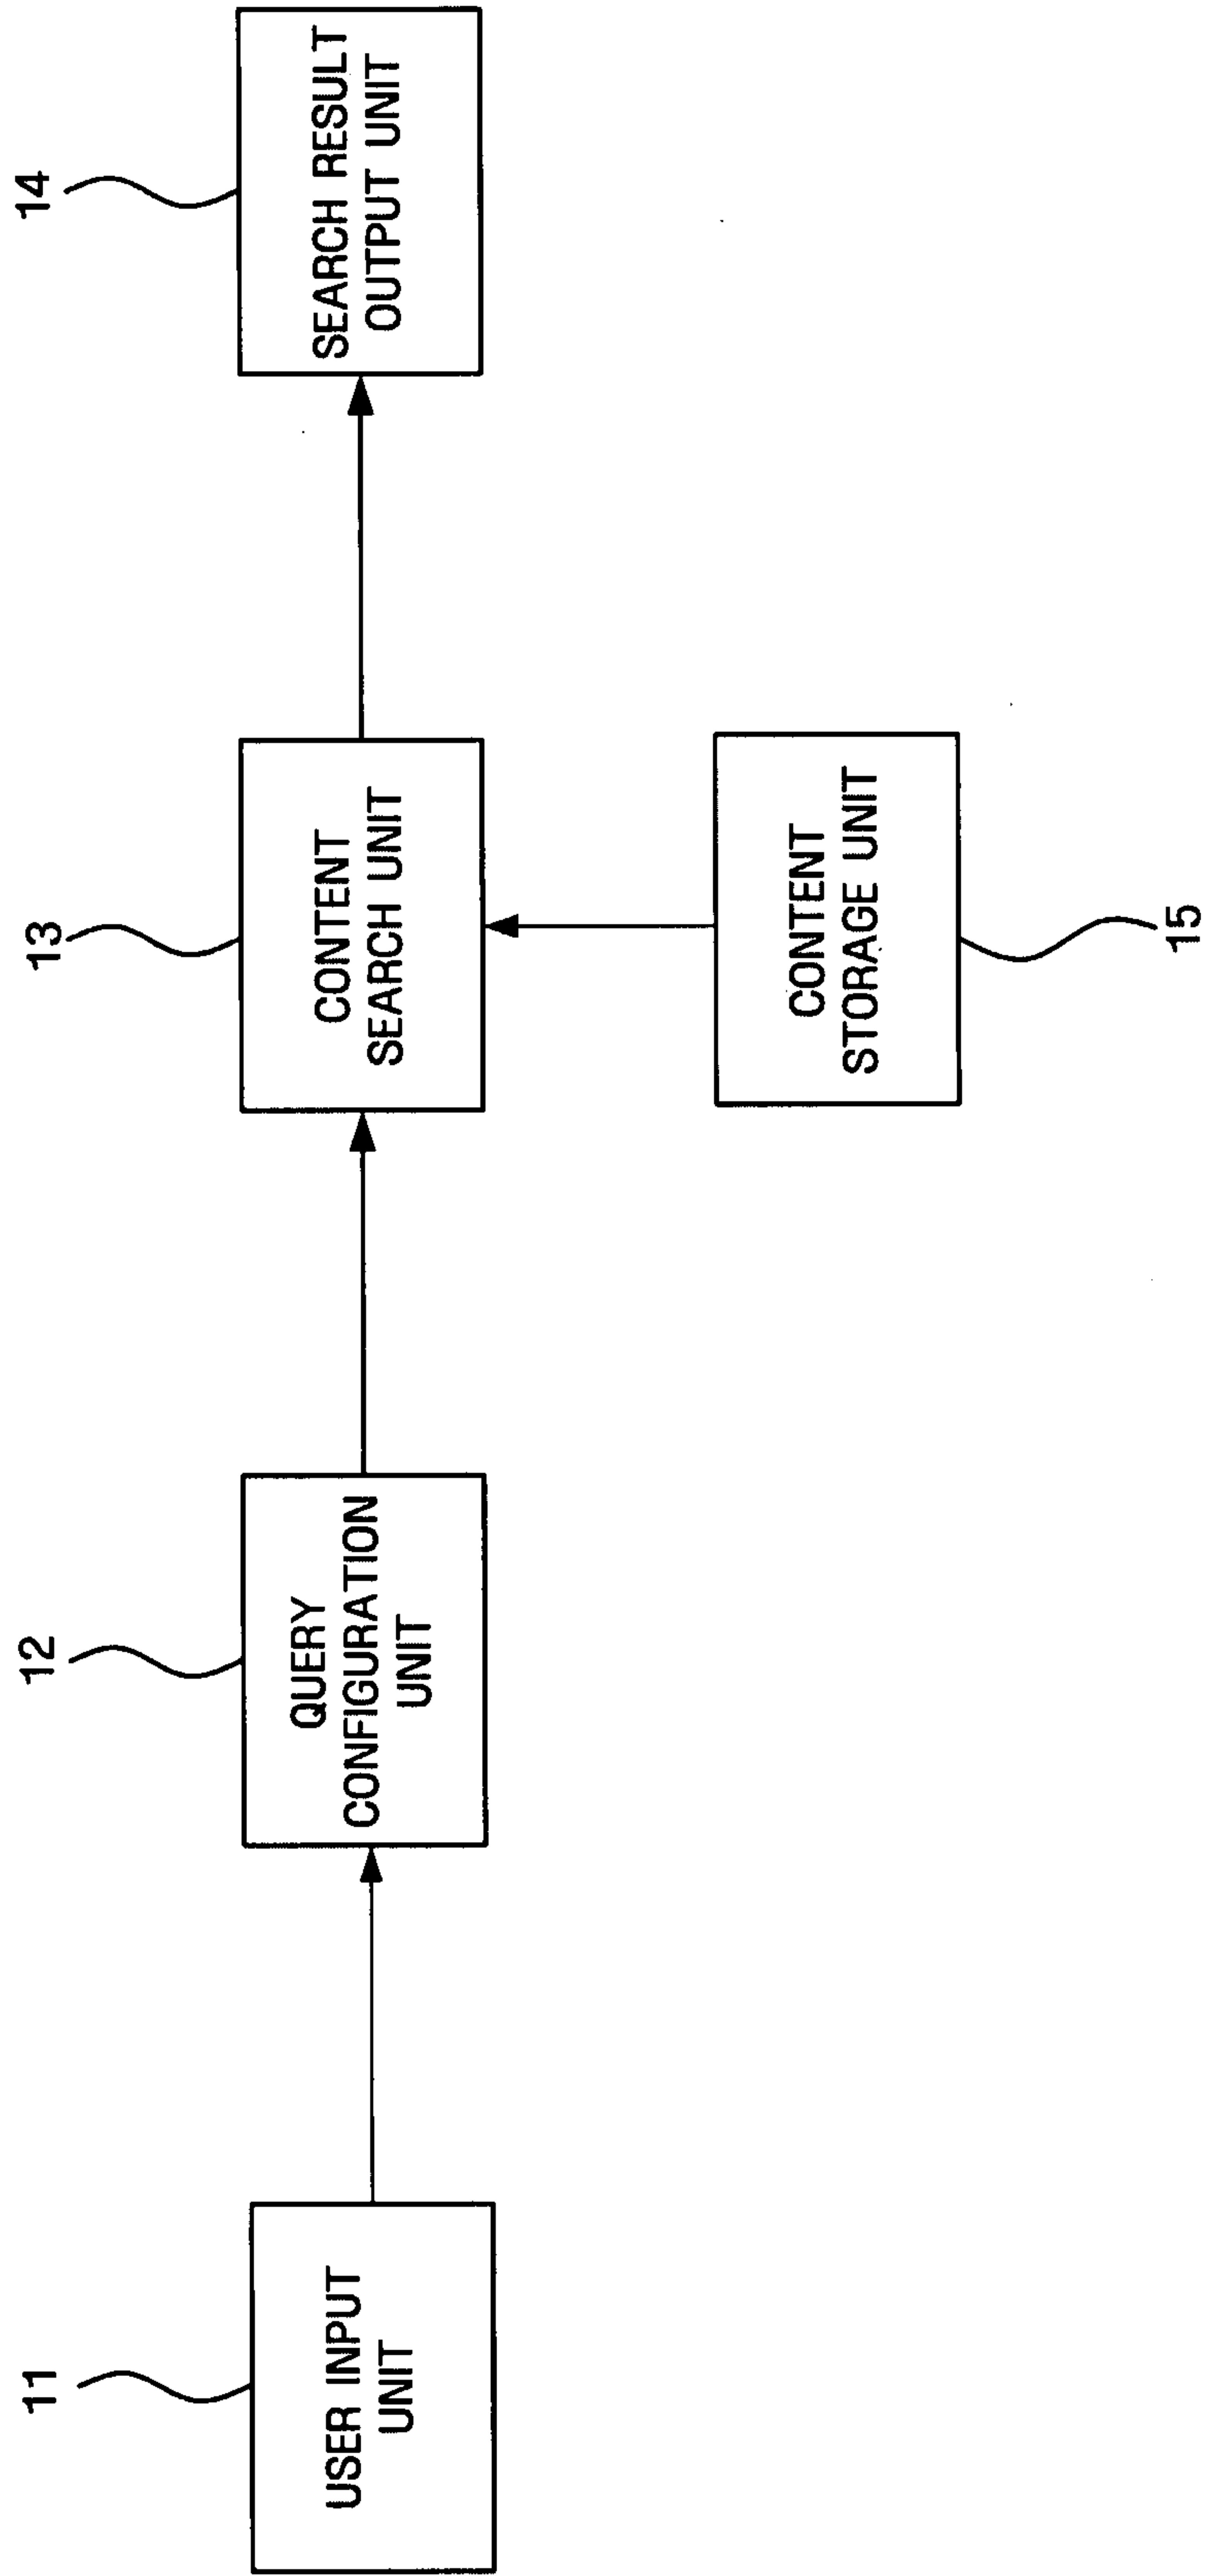 11
USER INPUT
UNIT
12
QUERY
CONFIGURATION
UNIT
13
CONTENT
SEARCH UNIT
14
SEARCH RESULT
OUTPUT UNIT
CONTENT
STORAGE UNIT
15